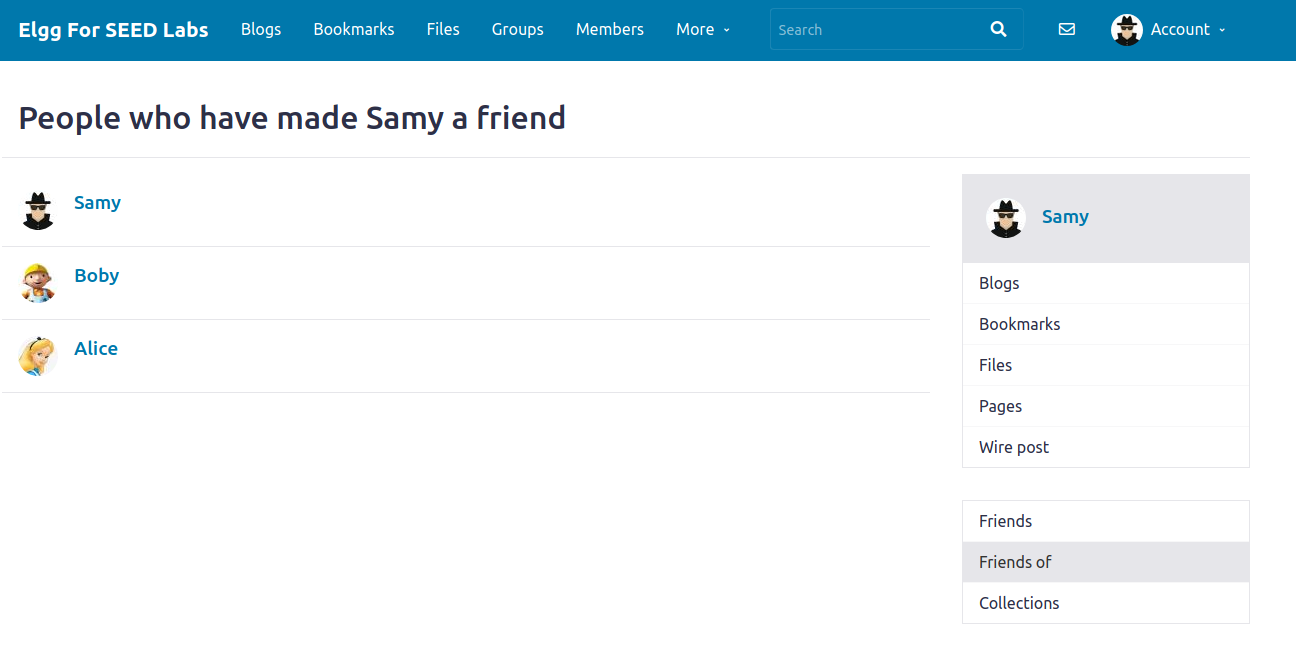 Elgg For SEED Labs Blogs Bookmarks Files Groups Members More Search Account
People who have made Samy a friend
Samy
Boby
Alice
Samy
Blogs
Bookmarks
Files
Pages
Wire post
Friends
Friends of
Collections